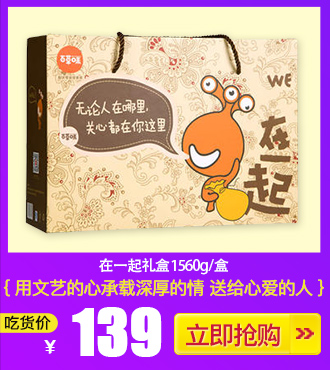 百草味
WE
在一起
无论人在哪里,
关心都在你这里
百草味
在一起礼盒1560g/盒
{ 用文艺的心承载深厚的情 送给心爱的人 }
吃货价
¥ 139
立即抢购 >>